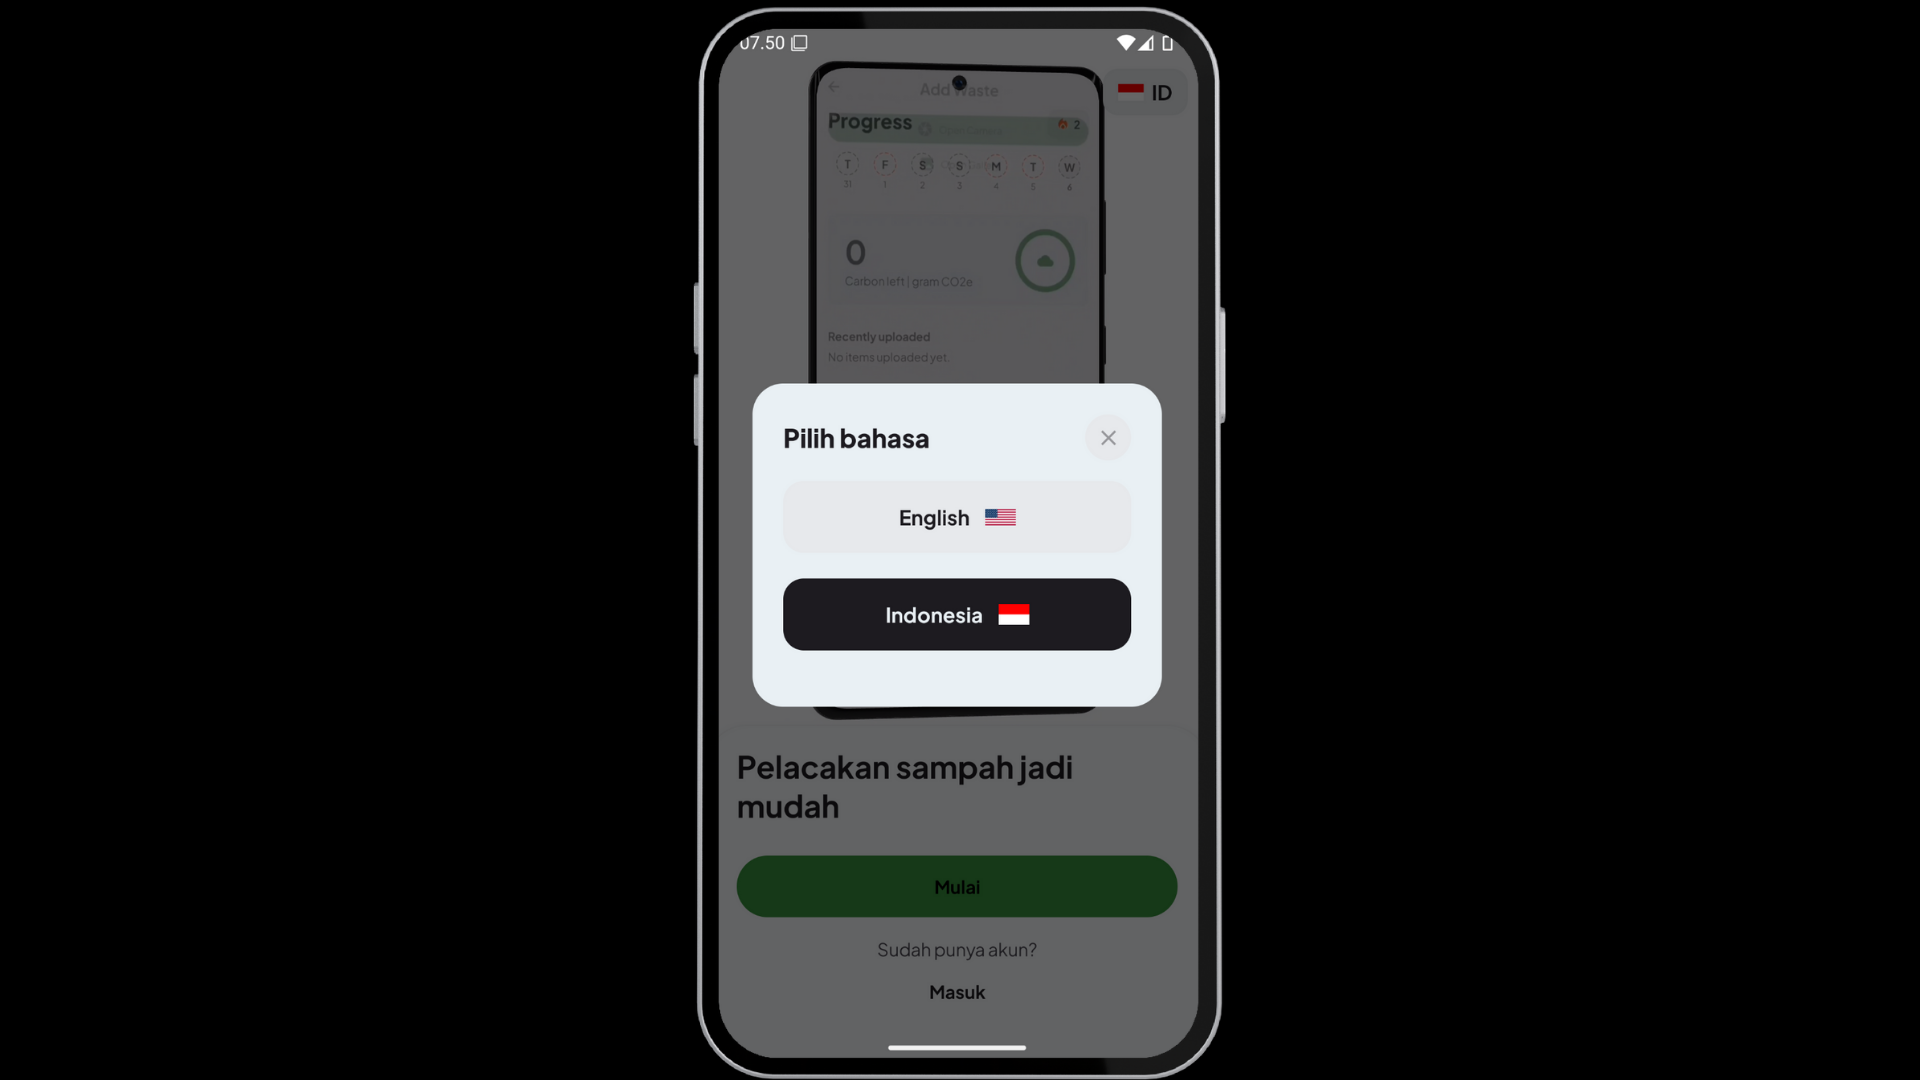 07.50
ID
Add Waste
Progress
2
T F S S M T W
31 1 2 3 4 5 6
0
Carbon left | gram CO2e
Recently uploaded
No items uploaded yet.
Pilih bahasa
English
Indonesia
Pelacakan sampah jadi
mudah
Mulai
Sudah punya akun?
Masuk